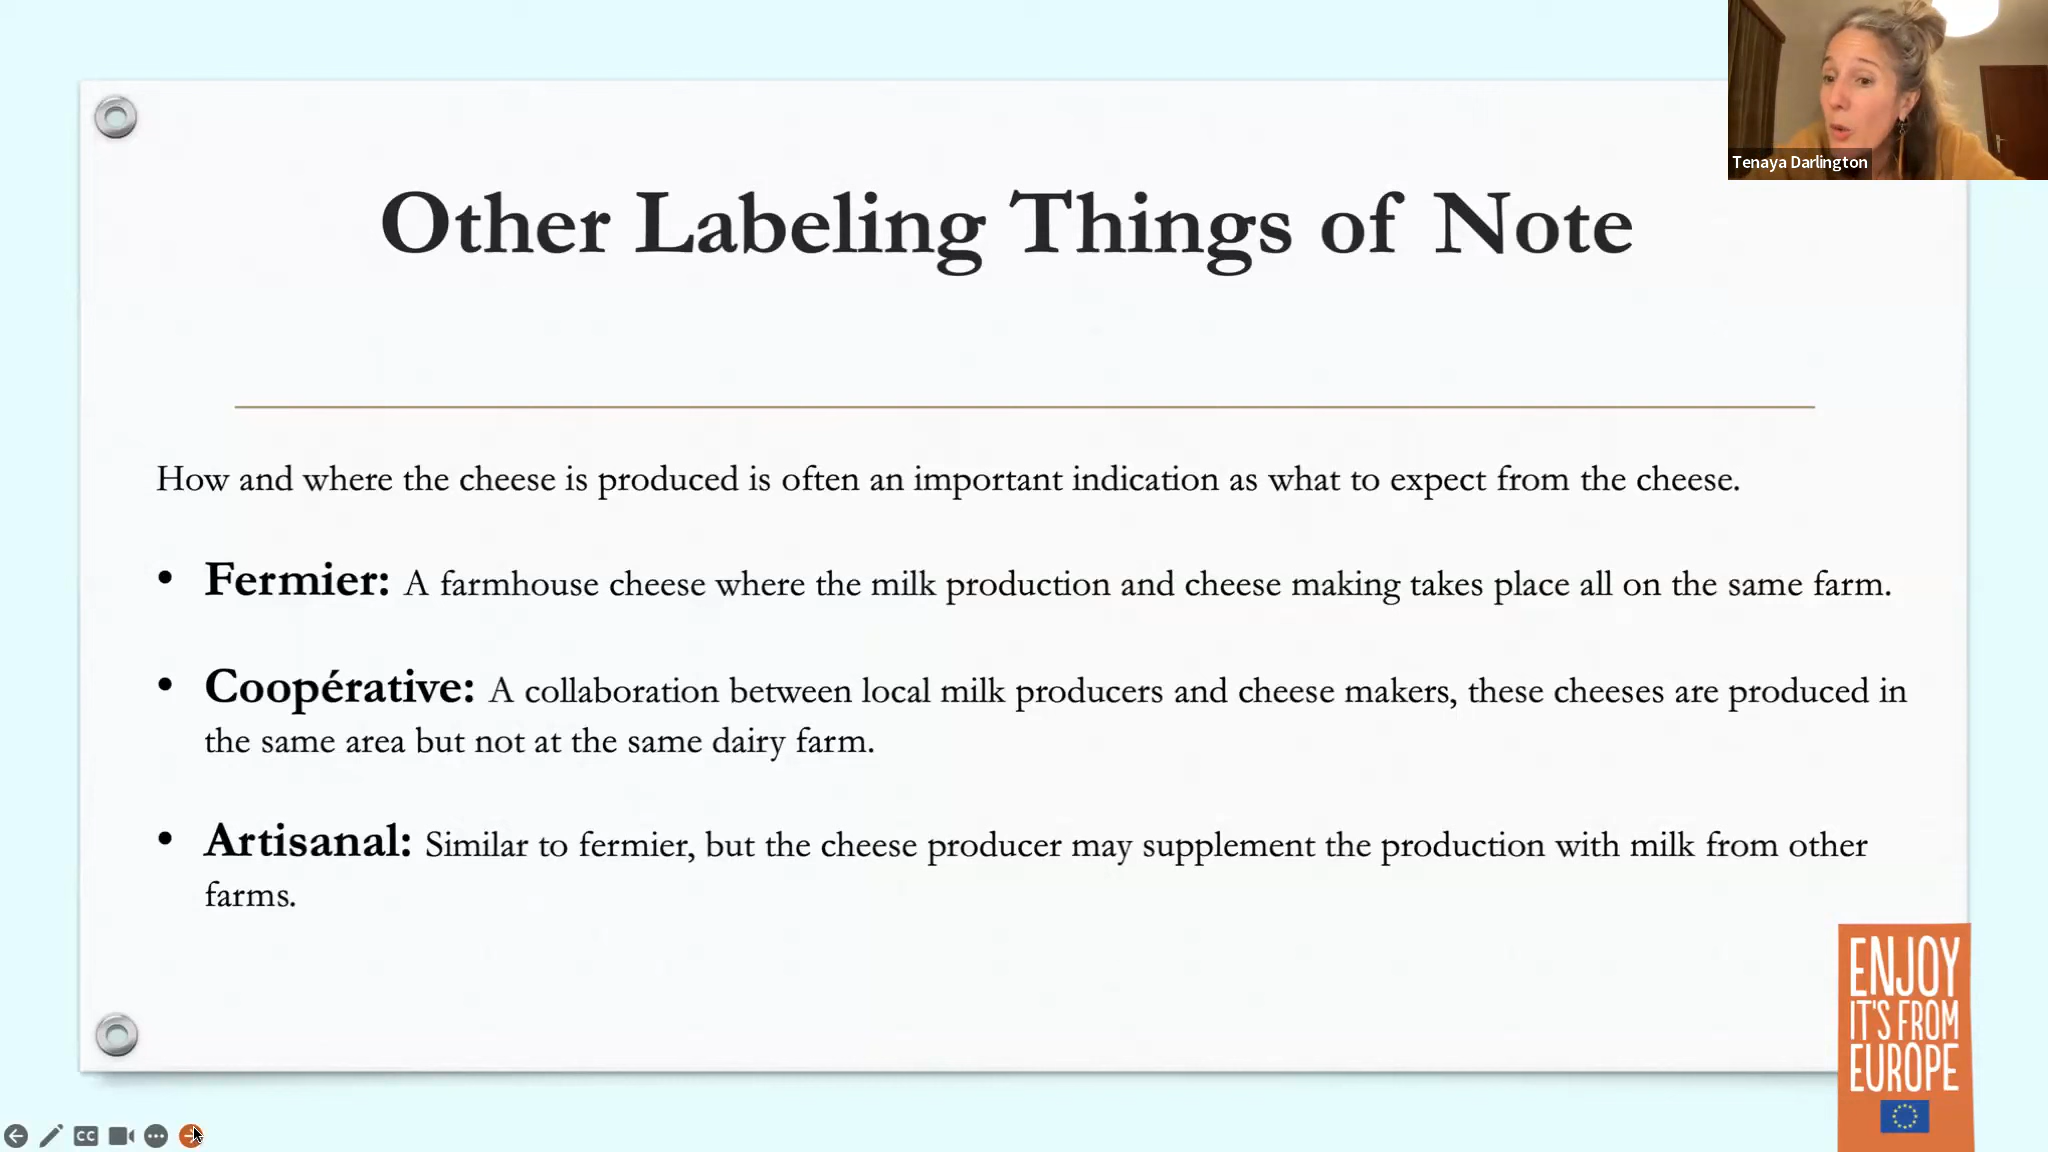 Tenaya Darlington
Other Labeling Things of Note
How and where the cheese is produced is often an important indication as what to expect from the cheese.
• Fermier: A farmhouse cheese where the milk production and cheese making takes place all on the same farm.
• Coopérative: A collaboration between local milk producers and cheese makers, these cheeses are produced in
the same area but not at the same dairy farm.
• Artisanal: Similar to fermier, but the cheese producer may supplement the production with milk from other
farms.
ENJOY
IT'S FROM
EUROPE
CC